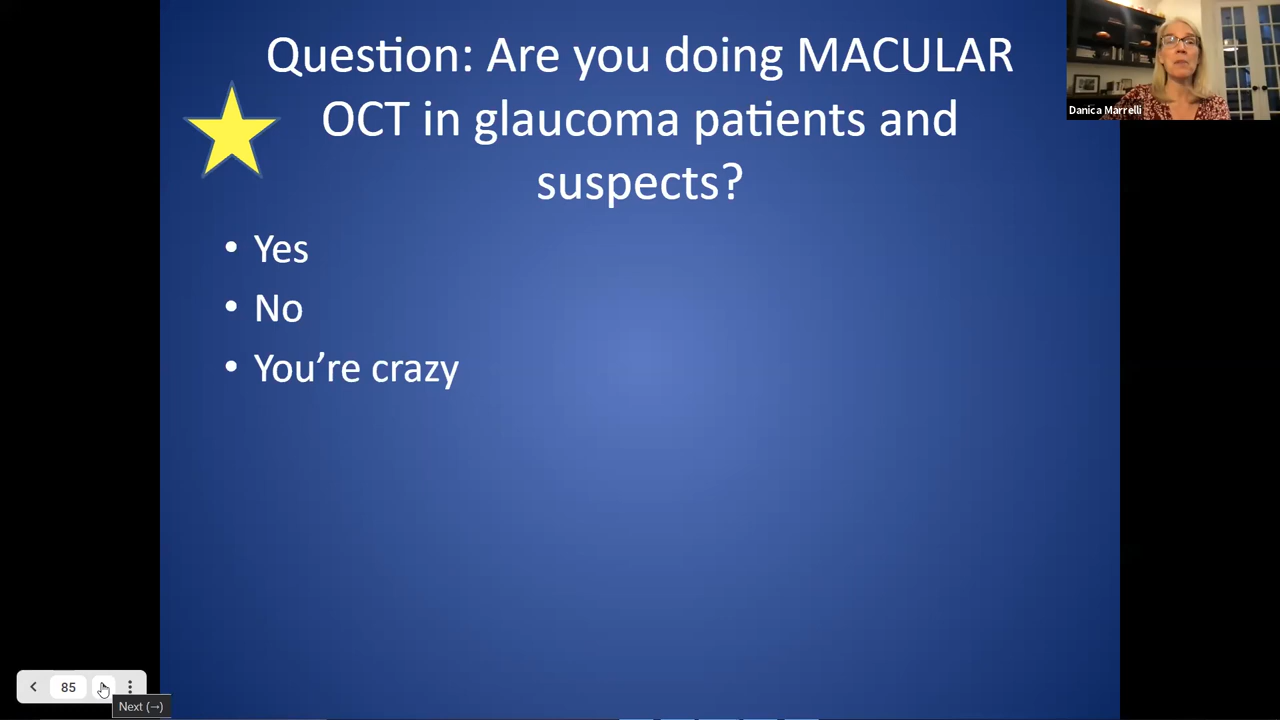 Question: Are you doing MACULAR
OCT in glaucoma patients and
suspects?
Danica Marrelli
• Yes
• No
• You’re crazy
85
Next (→)